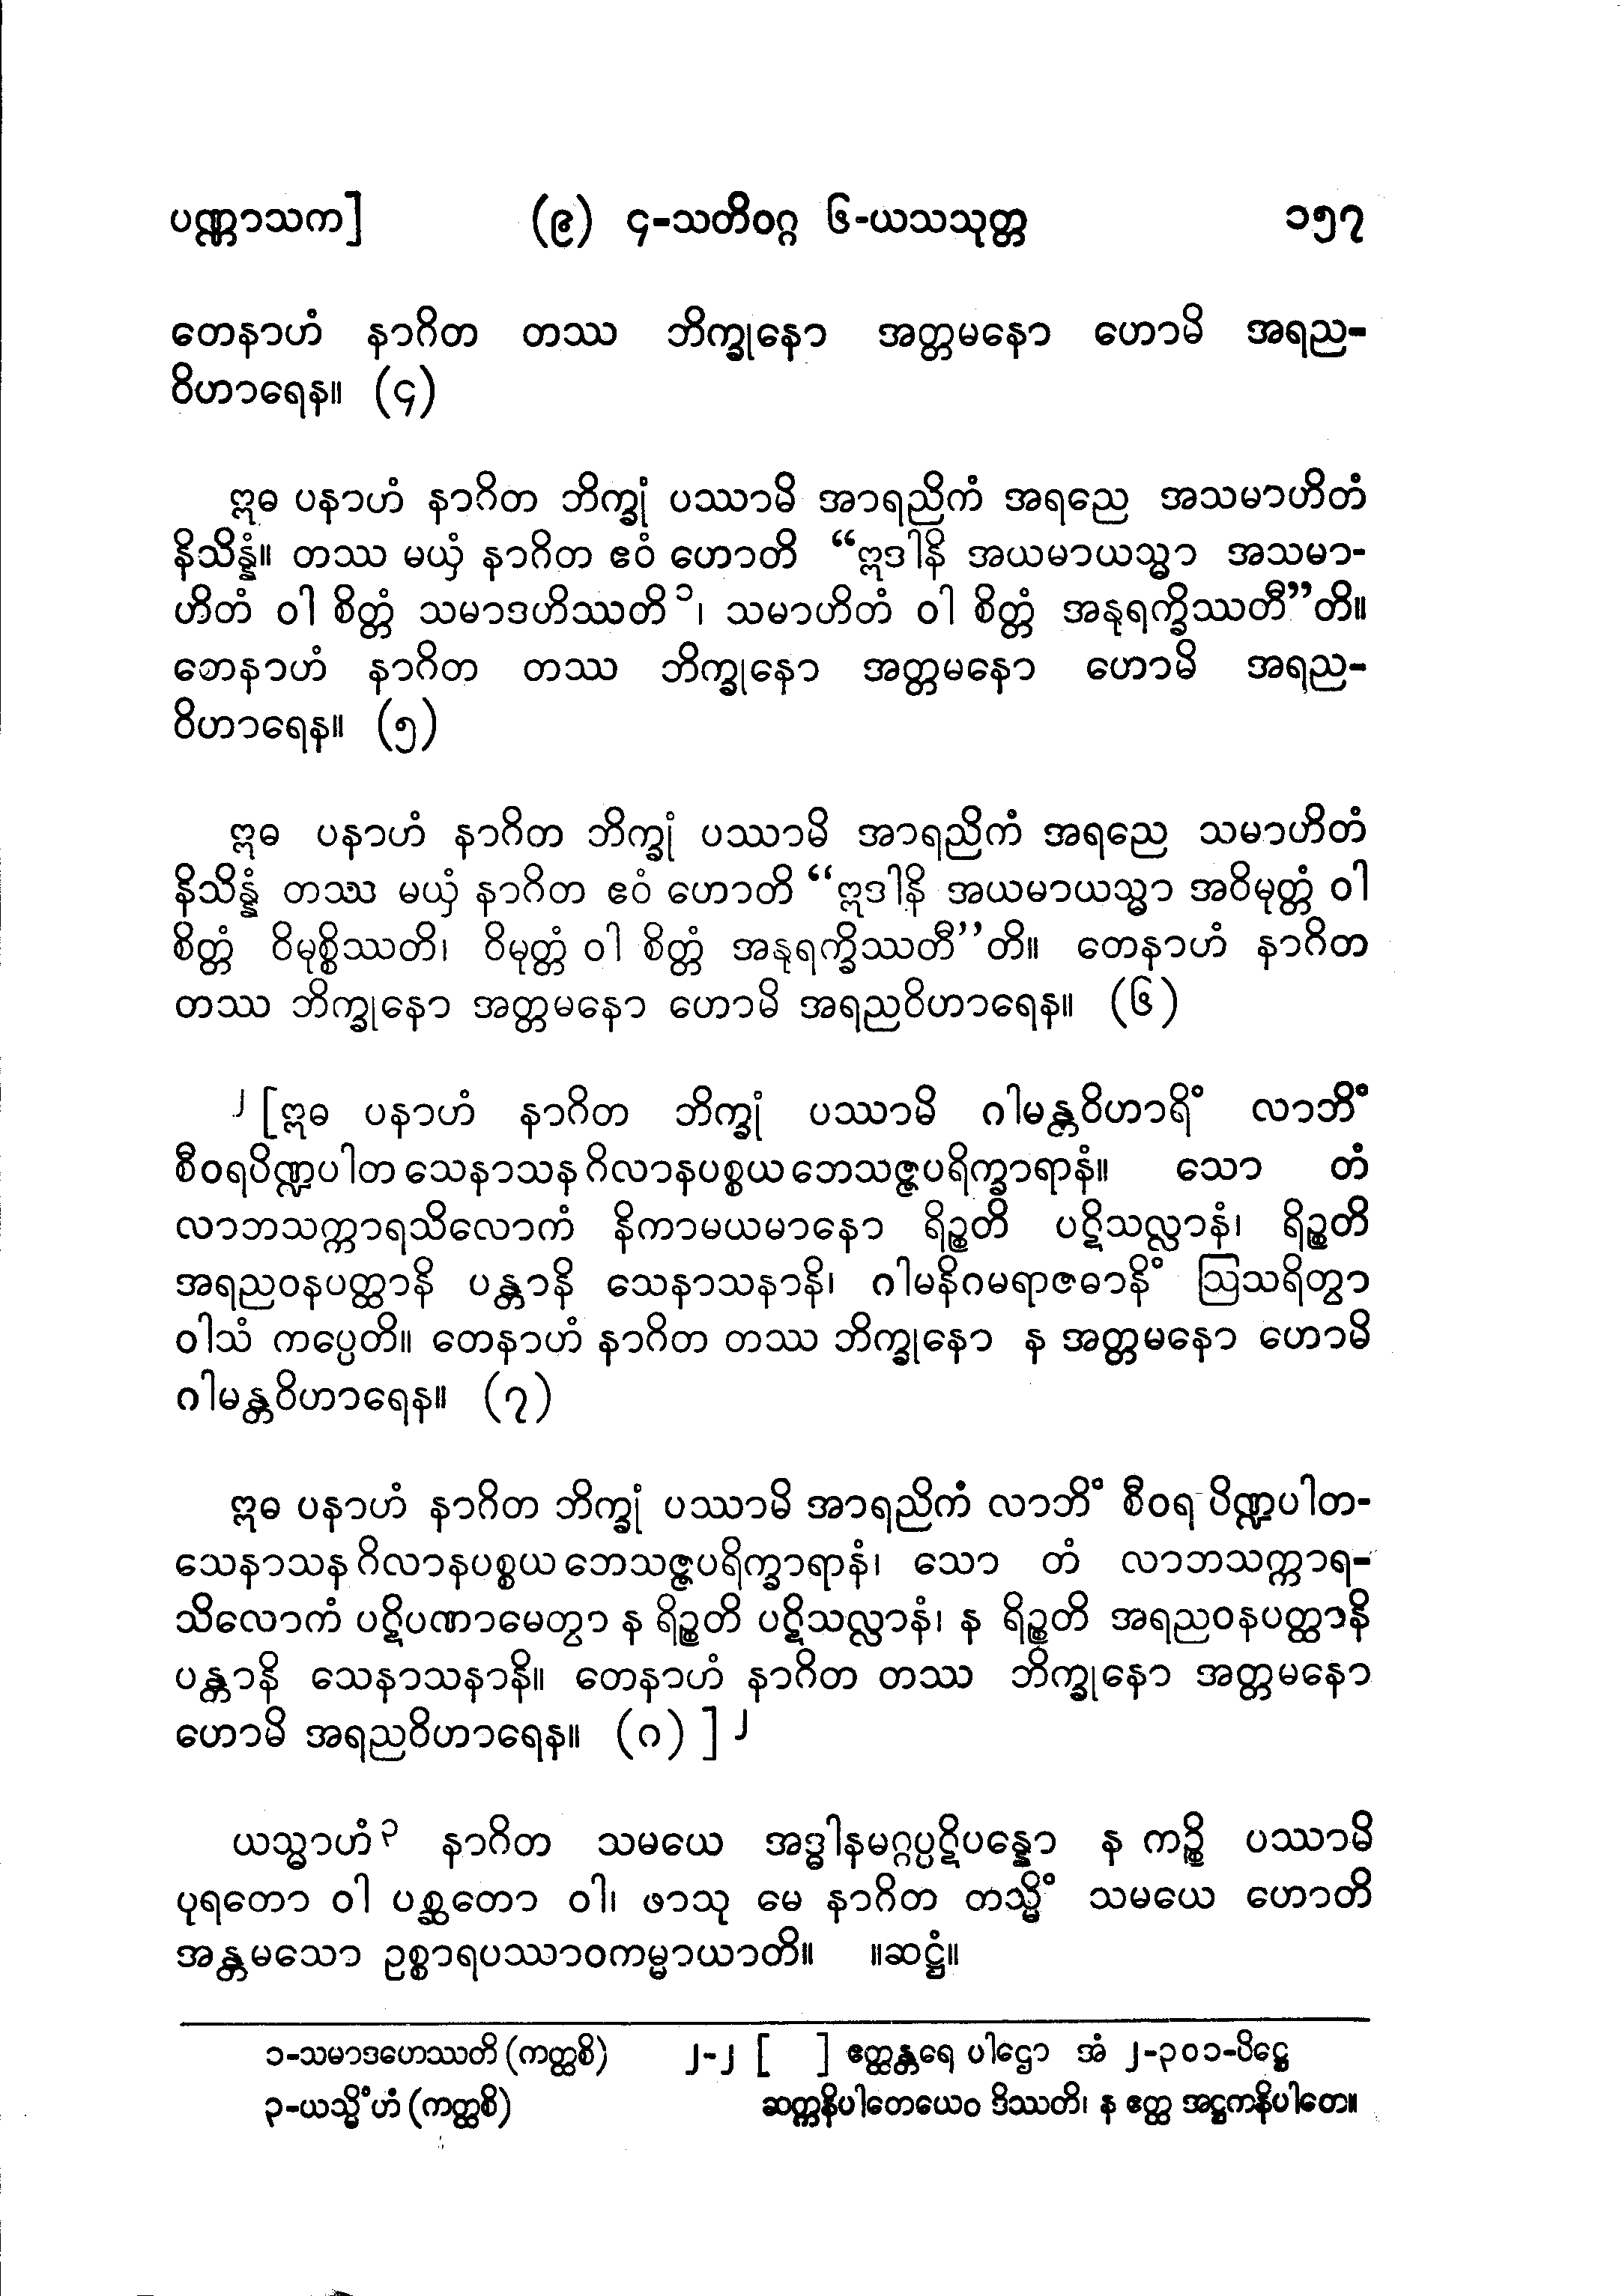 ပဏ္ဏာသက] (၉) ၄-သတိဝဂ္ဂ ၆-ယသသုတ္တ ၁၅၇
တေနာဟံ နာဂိတ တဿ ဘိက္ခုနော အတ္တမနော ဟောမိ အရည-
ဝိဟာရေန။ (၄)
ဣဓ ပနာဟံ နာဂိတ ဘိက္ခုံ ပဿာမိ အာရညိကံ အရညေ အသမာဟိတံ
နိသိန္နံ။ တဿ မယှံ နာဂိတ ဧဝံ ဟောတိ “ဣဒါနိ အယမာယသ္မာ အသမာ-
ဟိတံ ဝါ စိတ္တံ သမာဒဟိဿတိ၁၊ သမာဟိတံ ဝါ စိတ္တံ အနုရက္ခိဿတီ”တိ။
တေနာဟံ နာဂိတ တဿ ဘိက္ခုနော အတ္တမနော ဟောမိ အရည-
ဝိဟာရေန။ (၅)
ဣဓ ပနာဟံ နာဂိတ ဘိက္ခုံ ပဿာမိ အာရညိကံ အရညေ သမာဟိတံ
နိသိန္နံ တဿ မယှံ နာဂိတ ဧဝံ ဟောတိ “ဣဒါနိ အယမာယသ္မာ အဝိမုတ္တံ ဝါ
စိတ္တံ ဝိမုစ္စိဿတိ၊ ဝိမုတ္တံ ဝါ စိတ္တံ အနုရက္ခိဿတီ”တိ။ တေနာဟံ နာဂိတ
တဿ ဘိက္ခုနော အတ္တမနော ဟောမိ အရညဝိဟာရေန။ (၆)
၂ [ဣဓ ပနာဟံ နာဂိတ ဘိက္ခုံ ပဿာမိ ဂါမန္တဝိဟာရိံ လာဘိံ
စီဝရပိဏ္ဍပါတ သေနာသန ဂိလာနပစ္စယ ဘေသဇ္ဇပရိက္ခာရာနံ။ သော တံ
လာဘသက္ကာရသိလောကံ နိကာမယမာနော ရိဉ္စတိ ပဋိသလ္လာနံ၊ ရိဉ္စတိ
အရညဝနပတ္ထာနိ ပန္တာနိ သေနာသနာနိ၊ ဂါမနိဂမရာဇဓာနိံ ဩသရိတွာ
ဝါသံ ကပ္ပေတိ။ တေနာဟံ နာဂိတ တဿ ဘိက္ခုနော န အတ္တမနော ဟောမိ
ဂါမန္တဝိဟာရေန။ (၇)
ဣဓ ပနာဟံ နာဂိတ ဘိက္ခုံ ပဿာမိ အာရညိကံ လာဘိံ စီဝရ ပိဏ္ဍပါတ-
သေနာသန ဂိလာနပစ္စယ ဘေသဇ္ဇပရိက္ခာရာနံ၊ သော တံ လာဘသက္ကာရ-
သိလောကံ ပဋိပဏာမေတွာ န ရိဉ္စတိ ပဋိသလ္လာနံ၊ န ရိဉ္စတိ အရညဝနပတ္ထာနိ
ပန္တာနိ သေနာသနာနိ။ တေနာဟံ နာဂိတ တဿ ဘိက္ခုနော အတ္တမနော
ဟောမိ အရညဝိဟာရေန။ (ဂ) ] ၂
ယသ္မာဟံ၃ နာဂိတ သမယေ အဒ္ဓါနမဂ္ဂပ္ပဋိပန္နော န ကဉ္စိ ပဿာမိ
ပုရတော ဝါ ပစ္ဆတော ဝါ၊ ဖာသု မေ နာဂိတ တသ္မိံ သမယေ ဟောတိ
အန္တမသော ဥစ္စာရပဿာဝကမ္မာယာတိ။ ။ဆဋ္ဌံ။
၁-သမာဒဟေဿတိ (ကတ္ထစိ) ၂-၂ [ ] ဧတ္ထန္တရေ ပါဌော အံ ၂-၃၀၁-ပိဋ္ဌေ
၃-ယသ္မိံဟံ (ကတ္ထစိ) ဆက္ကနိပါတေယေဝ ဒိဿတိ၊ န ဧတ္ထ အဋ္ဌကနိပါတေ။